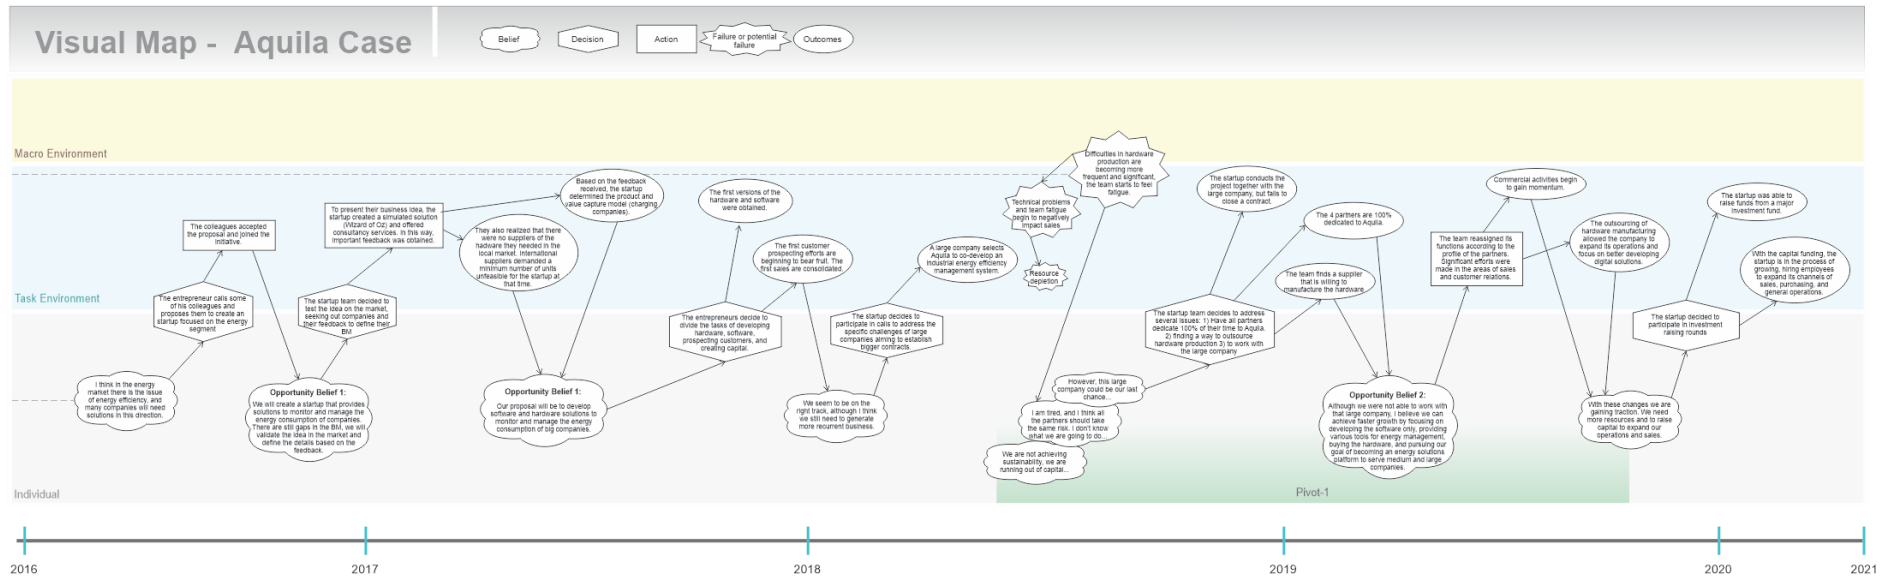 Visual Map -  Aquila Case
Belief
Decision
Action
Failure or potential
failure
Outcomes
Macro Environment
Task Environment
Individual
I think in the energy
market there is the issue
of energy efficiency, and
many companies will need
solutions in this direction.
The entrepreneur calls some
of his colleagues and
proposes them to create an
startup focused on the energy
segment
The colleagues accepted
the proposal and joined the
initiative.
Opportunity Belief 1:
We will create a startup that provides
solutions to monitor and manage the
energy consumption of companies.
There are still gaps in the BM, we will
validate the idea in the market and
define the details based on the
feedback.
The startup team decided to
test the idea on the market,
seeking out companies and
their feedback to define their
BM
To present their business idea, the
startup created a simulated solution
(Wizard of Oz) and offered
consultancy services. In this way,
important feedback was obtained.
Based on the feedback
received, the startup
determined the product and
value capture model (charging
companies).
They also realized that there
were no suppliers of the
hadware they needed in the
local market. International
suppliers demanded a
minimum number of units
unfeasible for the startup at
that time.
Opportunity Belief 1:
Our proposal will be to develop
software and hardware solutions to
monitor and manage the energy
consumption of big companies.
The entrepreneurs decide to
divide the tasks of developing
hardware, software,
prospecting customers, and
creating capital.
The first versions of the
hardware and software
were obtained.
The first customer
prospecting efforts are
beginning to bear fruit. The
first sales are consolidated.
We seem to be on the
right track, although I think
we still need to generate
more recurrent business.
The startup decides to
participate in calls to address the
specific challenges of large
companies aiming to establish
bigger contracts.
A large company selects
Aquila to co-develop an
industrial energy efficiency
management system.
Difficulties in hardware
production are
becoming more
frequent and significant,
the team starts to feel
fatigue.
Technical problems
and team fatigue
begin to negatively
impact sales
Resource
depletion
However, this large
company could be our last
chance...
I am tired, and I think all
the partners should take
the same risk. I don't know
what we are going to do...
We are not achieving
sustainability, we are
running out of capital...
The startup team decides to address
several issues: 1) Have all partners
dedicate 100% of their time to Aquila.
2) finding a way to outsource
hardware production 3) to work with
the large company
The startup conducts the
project together with the
large company, but fails to
close a contract.
The 4 partners are 100%
dedicated to Aquila.
The team finds a supplier
that is willing to
manufacture the hardware.
Opportunity Belief 2:
Although we were not able to work with
that large company, I believe we can
achieve faster growth by focusing on
developing the software only, providing
various tools for energy management,
buying the hardware, and pursuing our
goal of becoming an energy solutions
platform to serve medium and large
companies.
The team reassigned its
functions according to the
profile of the partners.
Significant efforts were
made in the areas of sales
and customer relations.
Commercial activities begin
to gain momentum.
The outsourcing of
hardware manufacturing
allowed the company to
expand its operations and
focus on better developing
digital solutions.
With these changes we are
gaining traction. We need
more resources and to raise
capital to expand our
operations and sales.
The startup decided to
participate in investment
raising rounds
The startup was able to
raise funds from a major
investment fund.
With the capital funding, the
startup is in the process of
growing, hiring employees
to expand its channels of
sales, purchasing, and
general operations.
Pivot-1
2016
2017
2018
2019
2020
2021